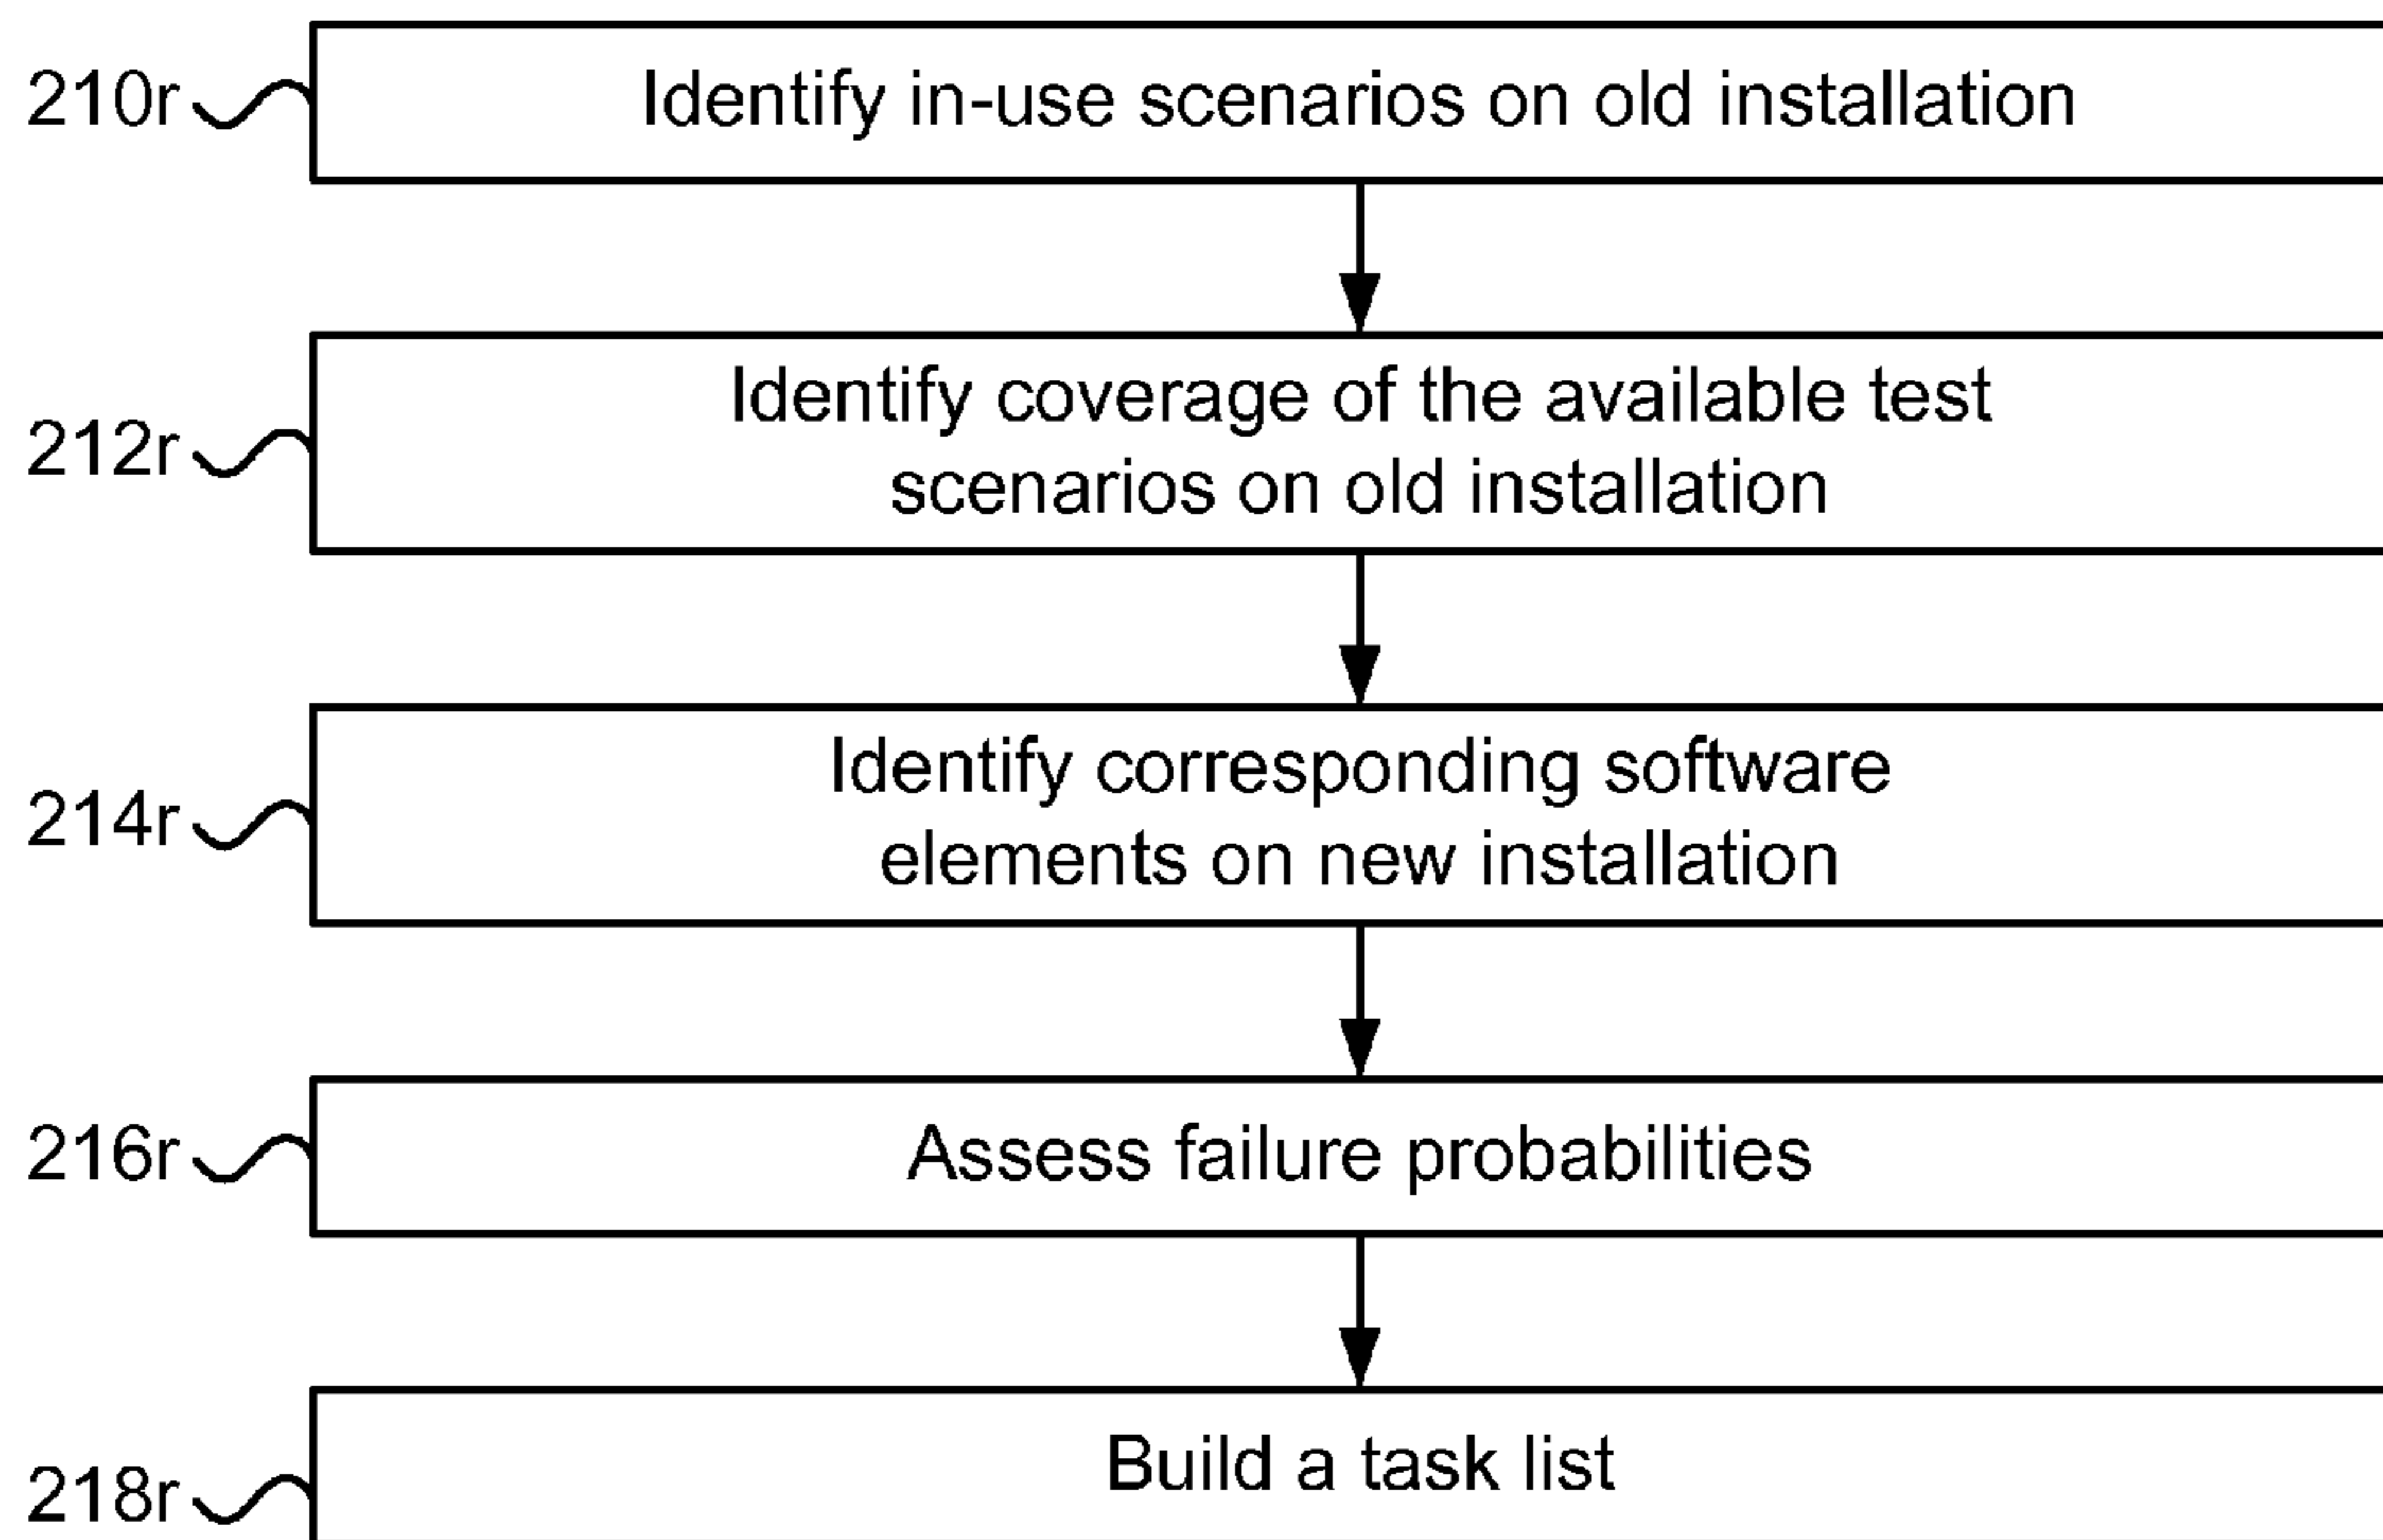 210r
Identify in-use scenarios on old installation
212r
Identify coverage of the available test
scenarios on old installation
214r
Identify corresponding software
elements on new installation
216r
Assess failure probabilities
218r
Build a task list